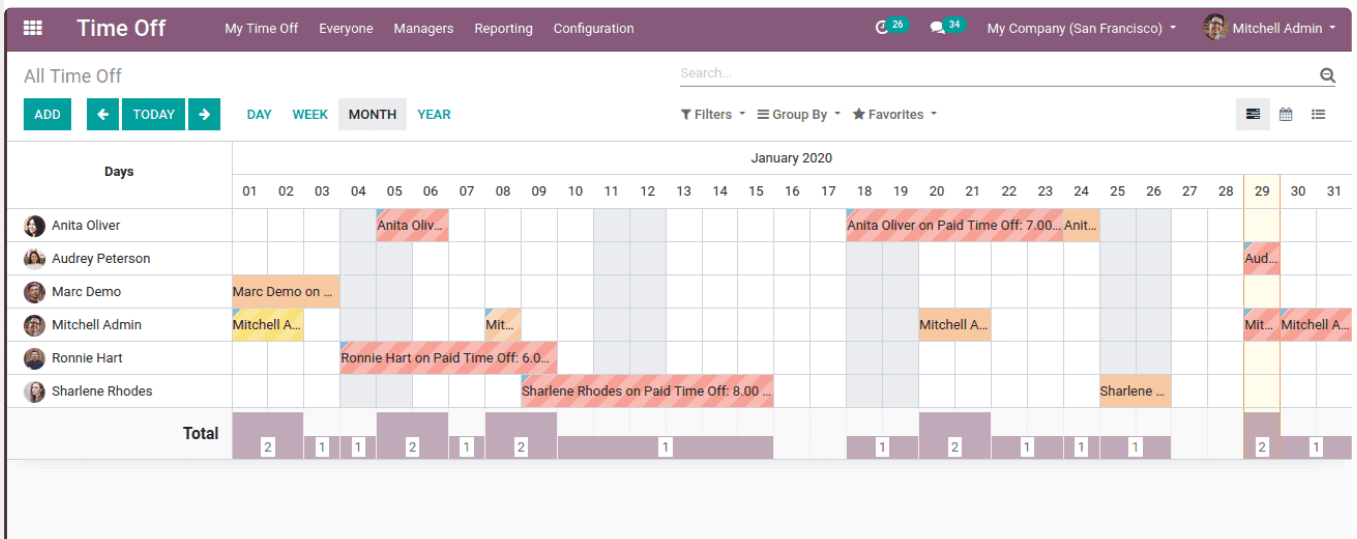 Time Off My Time Off Everyone Managers Reporting Configuration 26 34 My Company (San Francisco) Mitchell Admin
All Time Off Search...
ADD TODAY DAY WEEK MONTH YEAR Filters Group By Favorites
Days January 2020
01 02 03 04 05 06 07 08 09 10 11 12 13 14 15 16 17 18 19 20 21 22 23 24 25 26 27 28 29 30 31
Anita Oliver Anita Oliv... Anita Oliver on Paid Time Off: 7.00... Anit...
Audrey Peterson Aud...
Marc Demo Marc Demo on ...
Mitchell Admin Mitchell A... Mit... Mitchell A... Mit... Mitchell A...
Ronnie Hart Ronnie Hart on Paid Time Off: 6.0...
Sharlene Rhodes Sharlene Rhodes on Paid Time Off: 8.00 ... Sharlene ...
Total 2 1 1 2 1 2 1 1 2 1 1 1 2 1